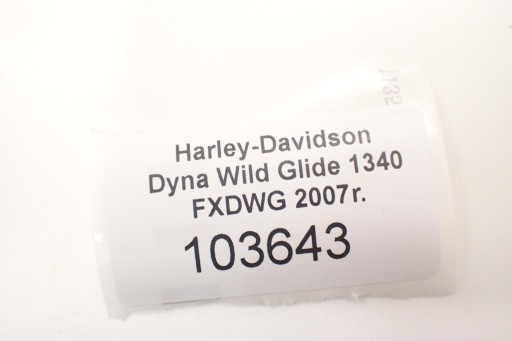 Harley-Davidson
Dyna Wild Glide 1340
FXDWG 2007r.
103643